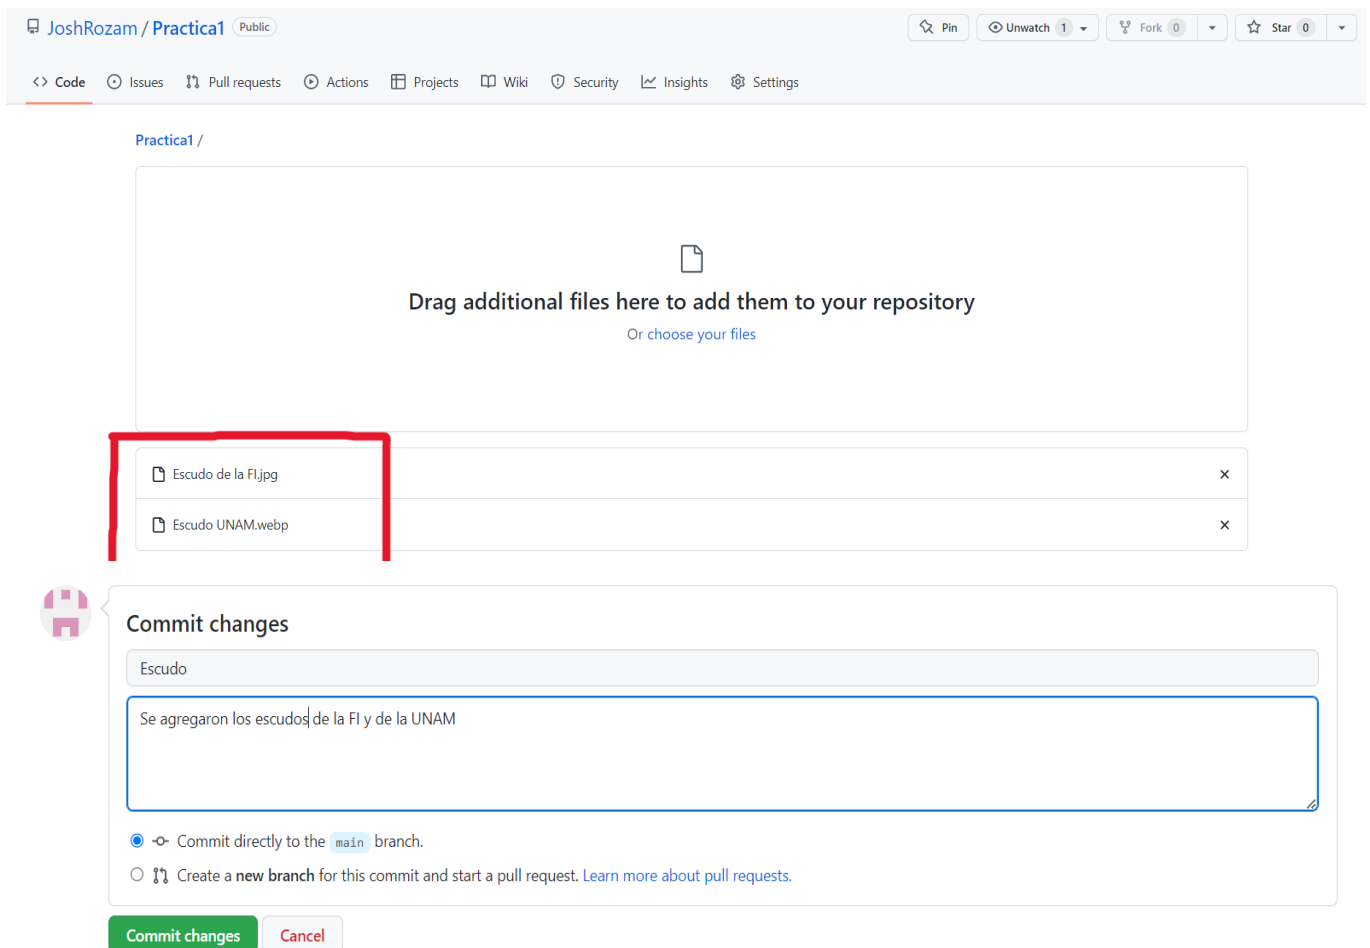 JoshRozam / Practica1 Public Pin Unwatch 1 Fork 0 Star 0
Code Issues Pull requests Actions Projects Wiki Security Insights Settings
Practica1 /
Drag additional files here to add them to your repository
Or choose your files
Escudo de la FI.jpg
Escudo UNAM.webp
Commit changes
Escudo
Se agregaron los escudos de la FI y de la UNAM
Commit directly to the main branch.
Create a new branch for this commit and start a pull request. Learn more about pull requests.
Commit changes Cancel